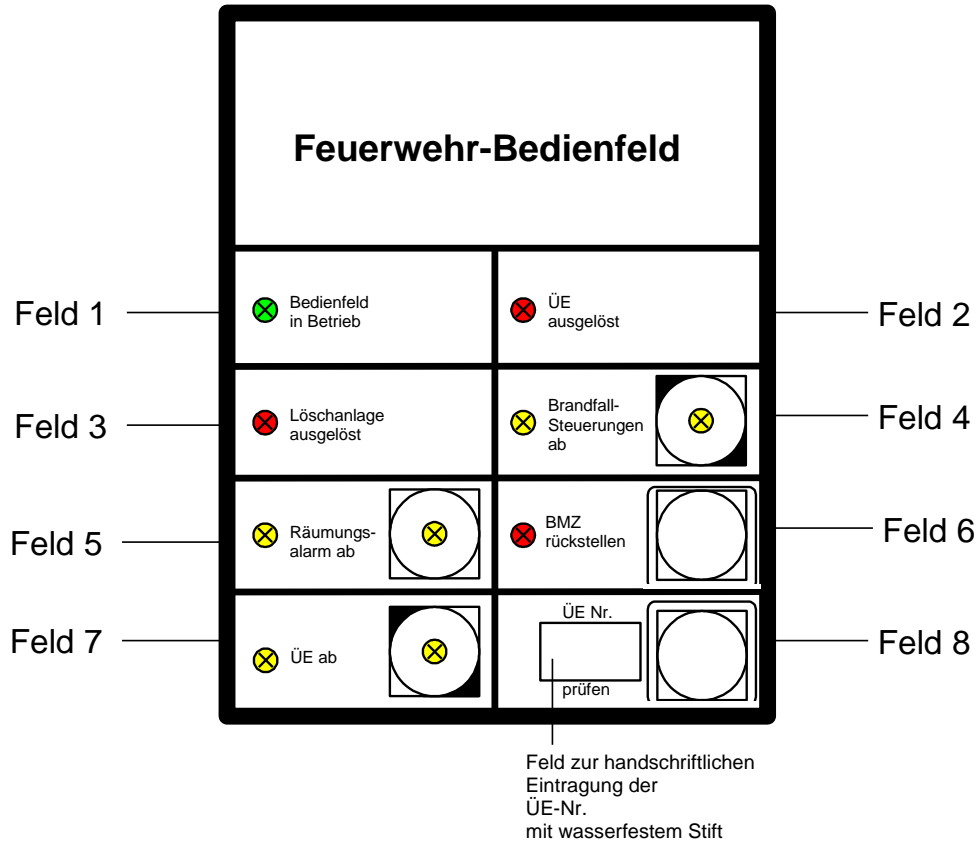 Feuerwehr-Bedienfeld
Feld 1
Bedienfeld
in Betrieb
ÜE
ausgelöst
Feld 2
Feld 3
Löschanlage
ausgelöst
Brandfall-
Steuerungen
ab
Feld 4
Feld 5
Räumungs-
alarm ab
BMZ
rückstellen
Feld 6
Feld 7
ÜE ab
ÜE Nr.
prüfen
Feld 8
Feld zur handschriftlichen
Eintragung der
ÜE-Nr.
mit wasserfestem Stift